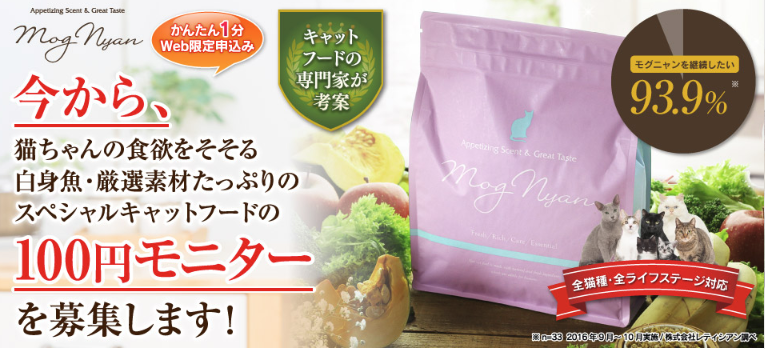 Appetizing Scent & Great Taste
Mog Nyan
かんたん1分
Web限定申込み
キャット
フードの
専門家が
考案
モグニャンを継続したい
93.9%※
今から、
猫ちゃんの食欲をそそる
白身魚・厳選素材たっぷりの
スペシャルキャットフードの
100円モニター
を募集します!
Appetizing Scent & Great Taste
Mog Nyan
全猫種・全ライフステージ対応
※ n=33 2016年9月～10月実施/株式会社レティシアン調べ